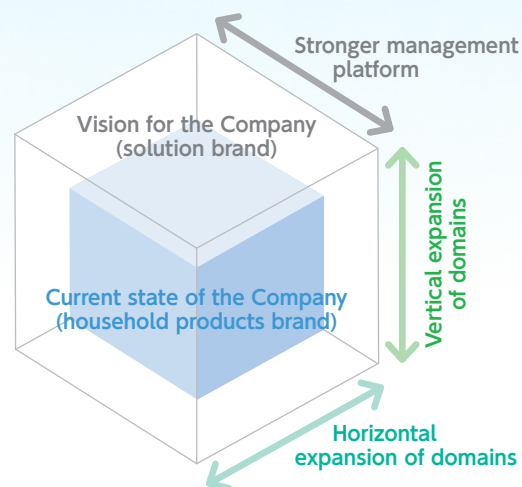 Stronger management
platform
Vision for the Company
(solution brand)
Vertical expansion
of domains
Current state of the Company
(household products brand)
Horizontal
expansion of domains